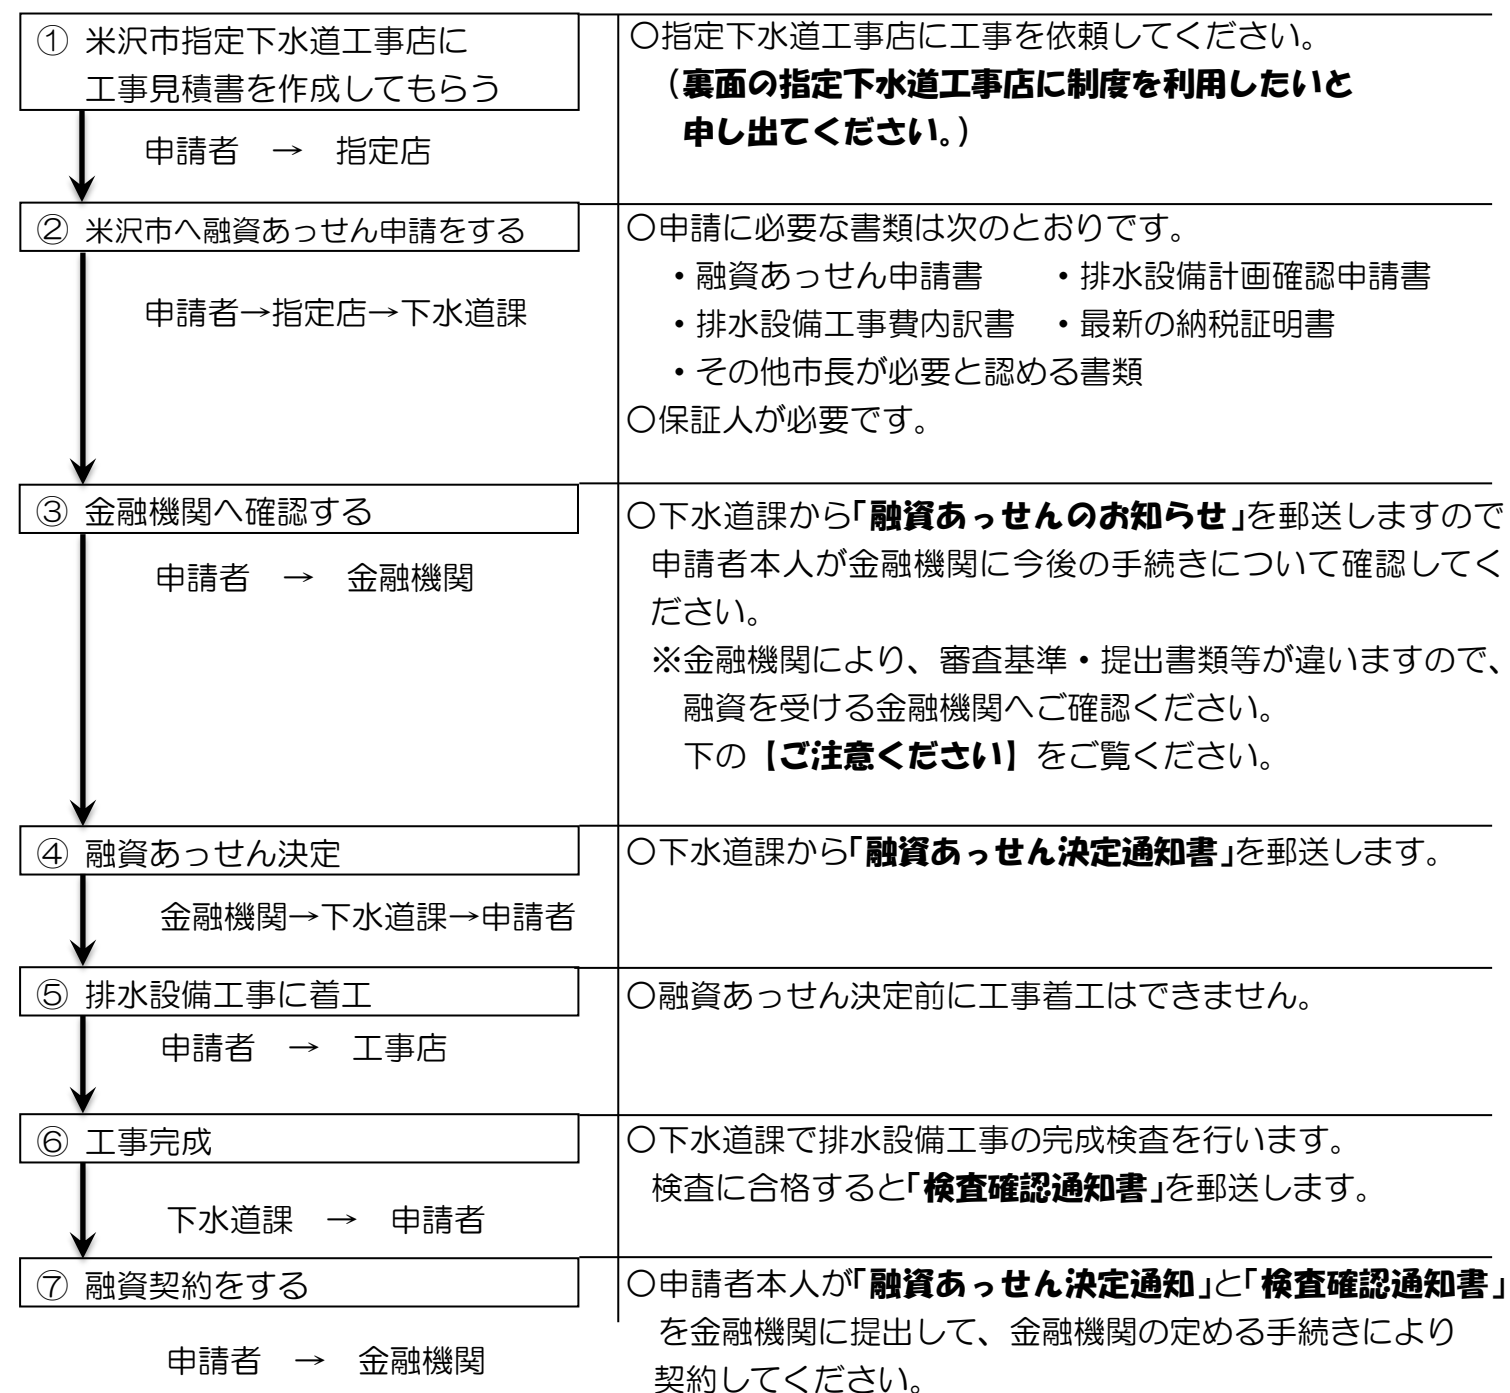 ① 米沢市指定下水道工事店に
工事見積書を作成してもらう
申請者　→　指定店
〇指定下水道工事店に工事を依頼してください。
（裏面の指定下水道工事店に制度を利用したいと
申し出てください。）
② 米沢市へ融資あっせん申請をする
申請者→指定店→下水道課
〇申請に必要な書類は次のとおりです。
・融資あっせん申請書　・排水設備計画確認申請書
・排水設備工事費内訳書　・最新の納税証明書
・その他市長が必要と認める書類
〇保証人が必要です。
③ 金融機関へ確認する
申請者　→　金融機関
〇下水道課から「融資あっせんのお知らせ」を郵送しますので
申請者本人が金融機関に今後の手続きについて確認してく
ださい。
※金融機関により、審査基準・提出書類等が違いますので、
融資を受ける金融機関へご確認ください。
下の【ご注意ください】をご覧ください。
④ 融資あっせん決定
金融機関→下水道課→申請者
〇下水道課から「融資あっせん決定通知書」を郵送します。
⑤ 排水設備工事に着工
申請者　→　工事店
〇融資あっせん決定前に工事着工はできません。
⑥ 工事完成
下水道課　→　申請者
〇下水道課で排水設備工事の完成検査を行います。
検査に合格すると「検査確認通知書」を郵送します。
⑦ 融資契約をする
申請者　→　金融機関
〇申請者本人が「融資あっせん決定通知」と「検査確認通知書」
を金融機関に提出して、金融機関の定める手続きにより
契約してください。